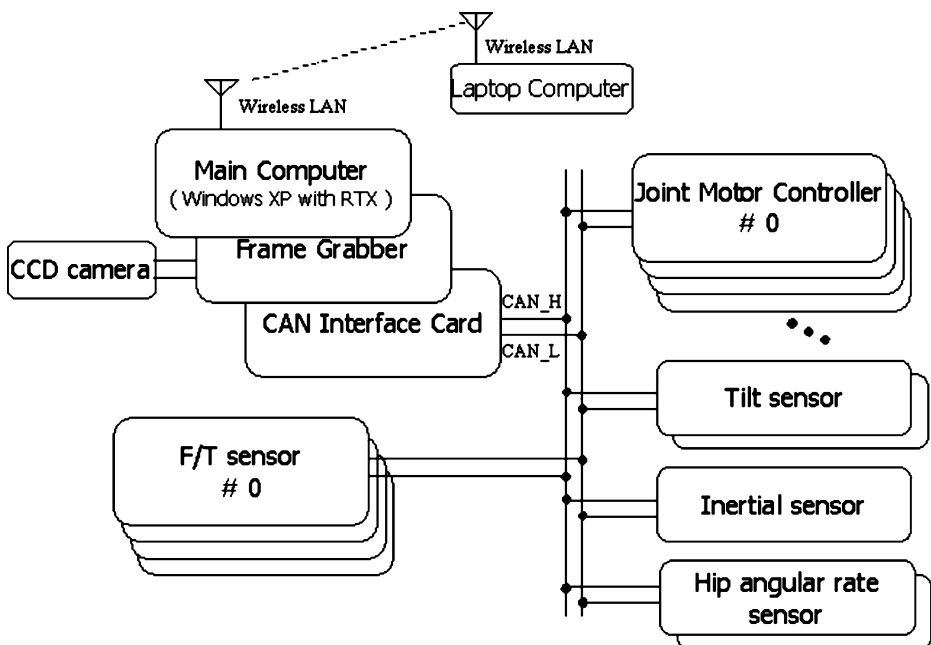 Wireless LAN
Laptop Computer
Wireless LAN
Main Computer
( Windows XP with RTX )
Frame Grabber
CCD camera
CAN Interface Card
CAN_H
CAN_L
Joint Motor Controller
# 0
Tilt sensor
F/T sensor
# 0
Inertial sensor
Hip angular rate
sensor